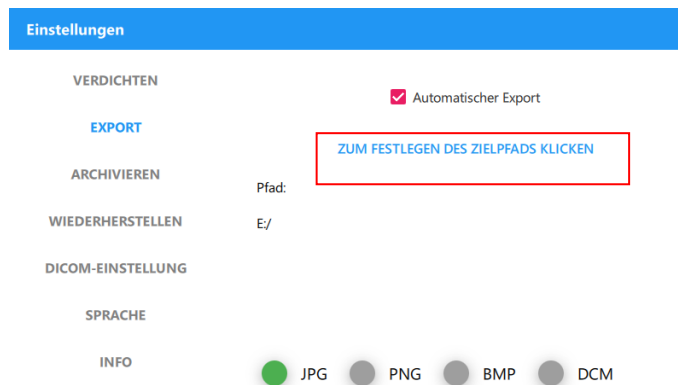 Einstellungen
VERDICHTEN
Automatischer Export
EXPORT
ZUM FESTLEGEN DES ZIELPFADS KLICKEN
ARCHIVIEREN
Pfad:
WIEDERHERSTELLEN
E:/
DICOM-EINSTELLUNG
SPRACHE
INFO
JPG PNG BMP DCM